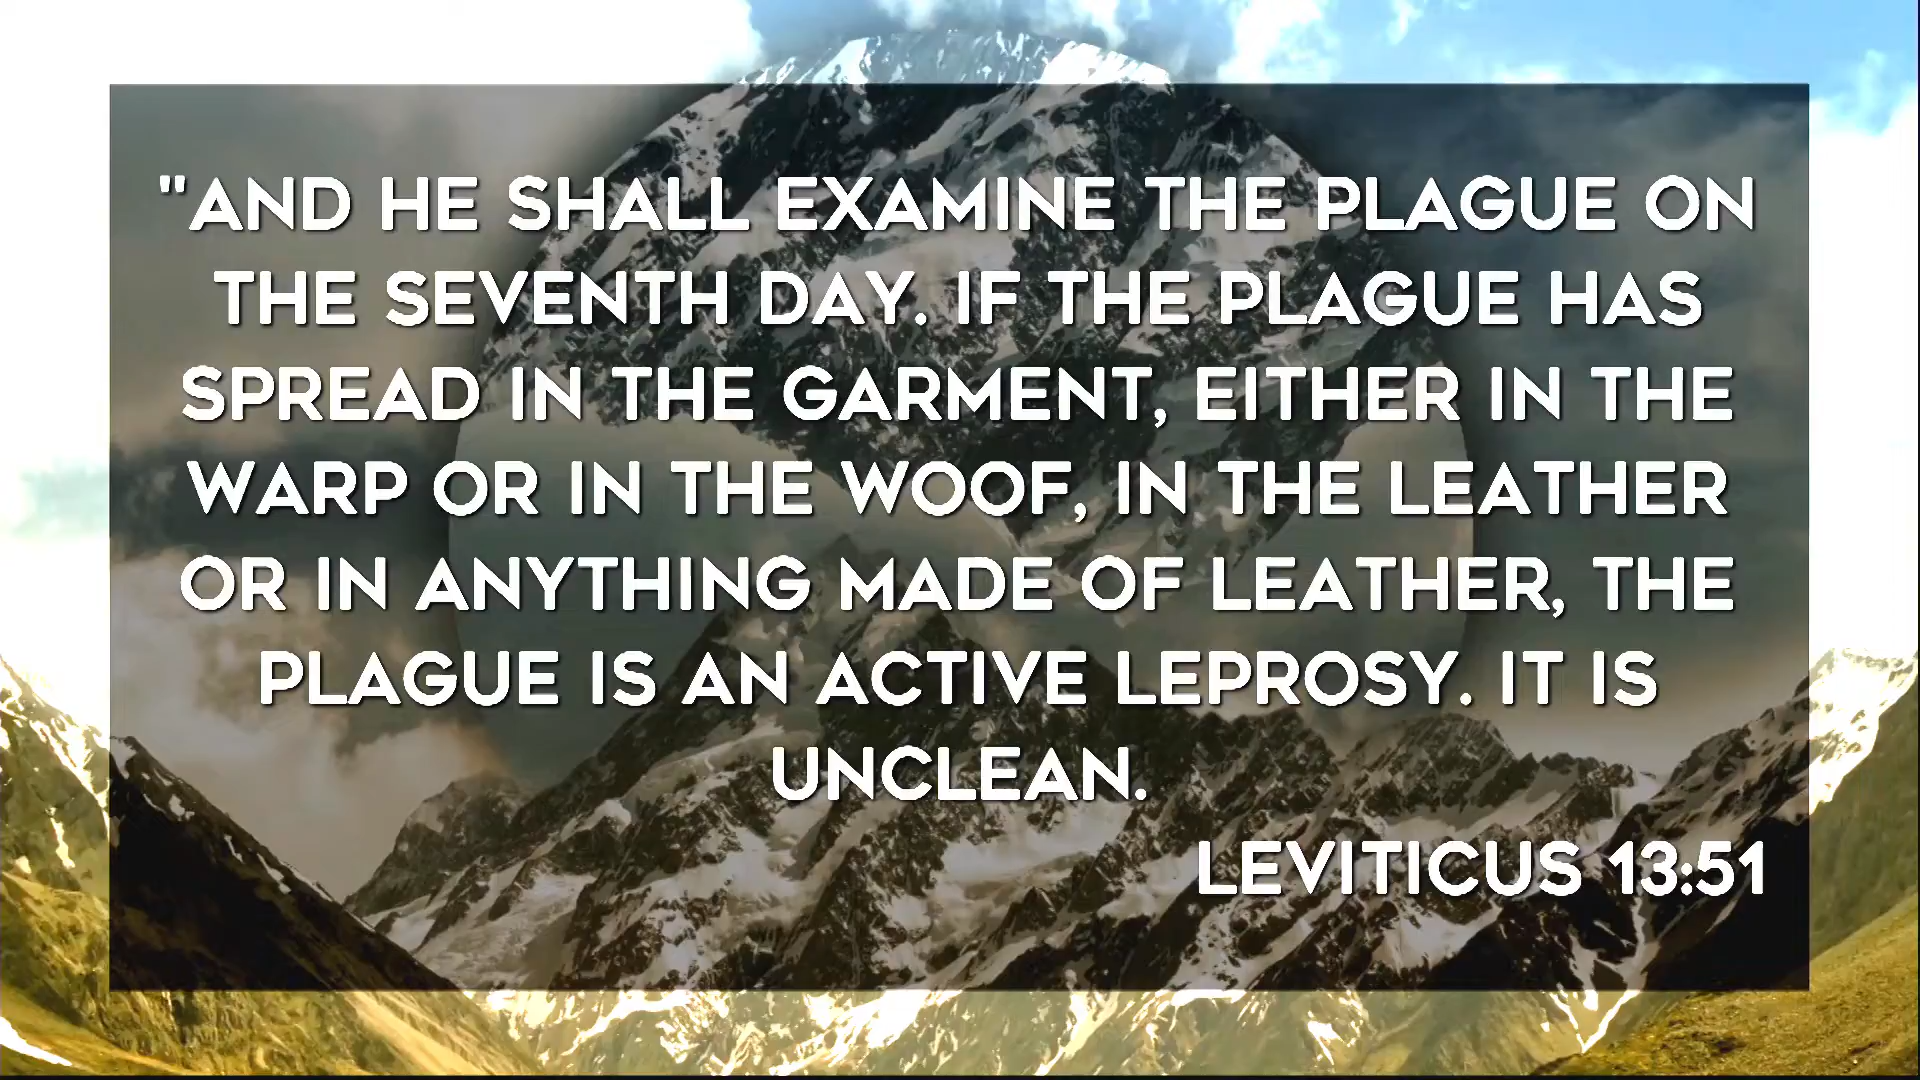 "AND HE SHALL EXAMINE THE PLAGUE ON
THE SEVENTH DAY. IF THE PLAGUE HAS
SPREAD IN THE GARMENT, EITHER IN THE
WARP OR IN THE WOOF, IN THE LEATHER
OR IN ANYTHING MADE OF LEATHER, THE
PLAGUE IS AN ACTIVE LEPROSY. IT IS
UNCLEAN.
LEVITICUS 13:51